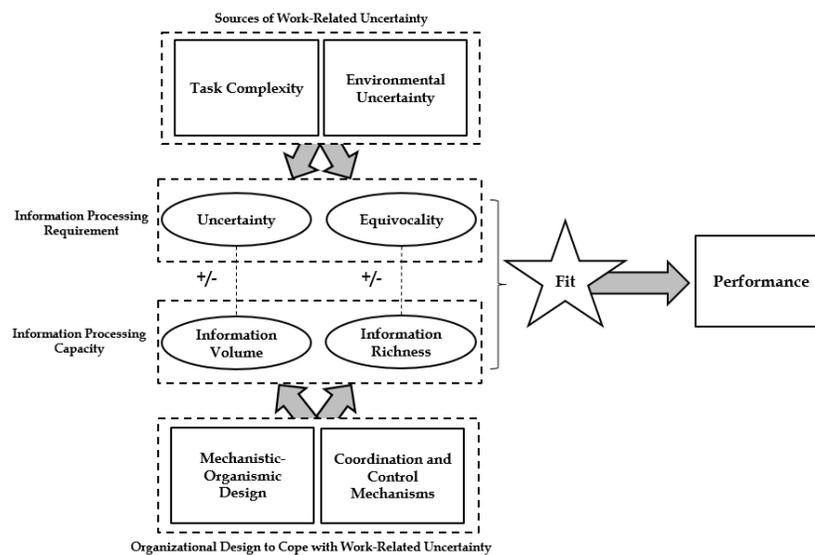 Sources of Work-Related Uncertainty
Task Complexity
Environmental
Uncertainty
Information Processing
Requirement
Uncertainty
Equivocality
+/-
+/-
Fit
Performance
Information Processing
Capacity
Information
Volume
Information
Richness
Mechanistic-
Organismic
Design
Coordination and
Control
Mechanisms
Organizational Design to Cope with Work-Related Uncertainty